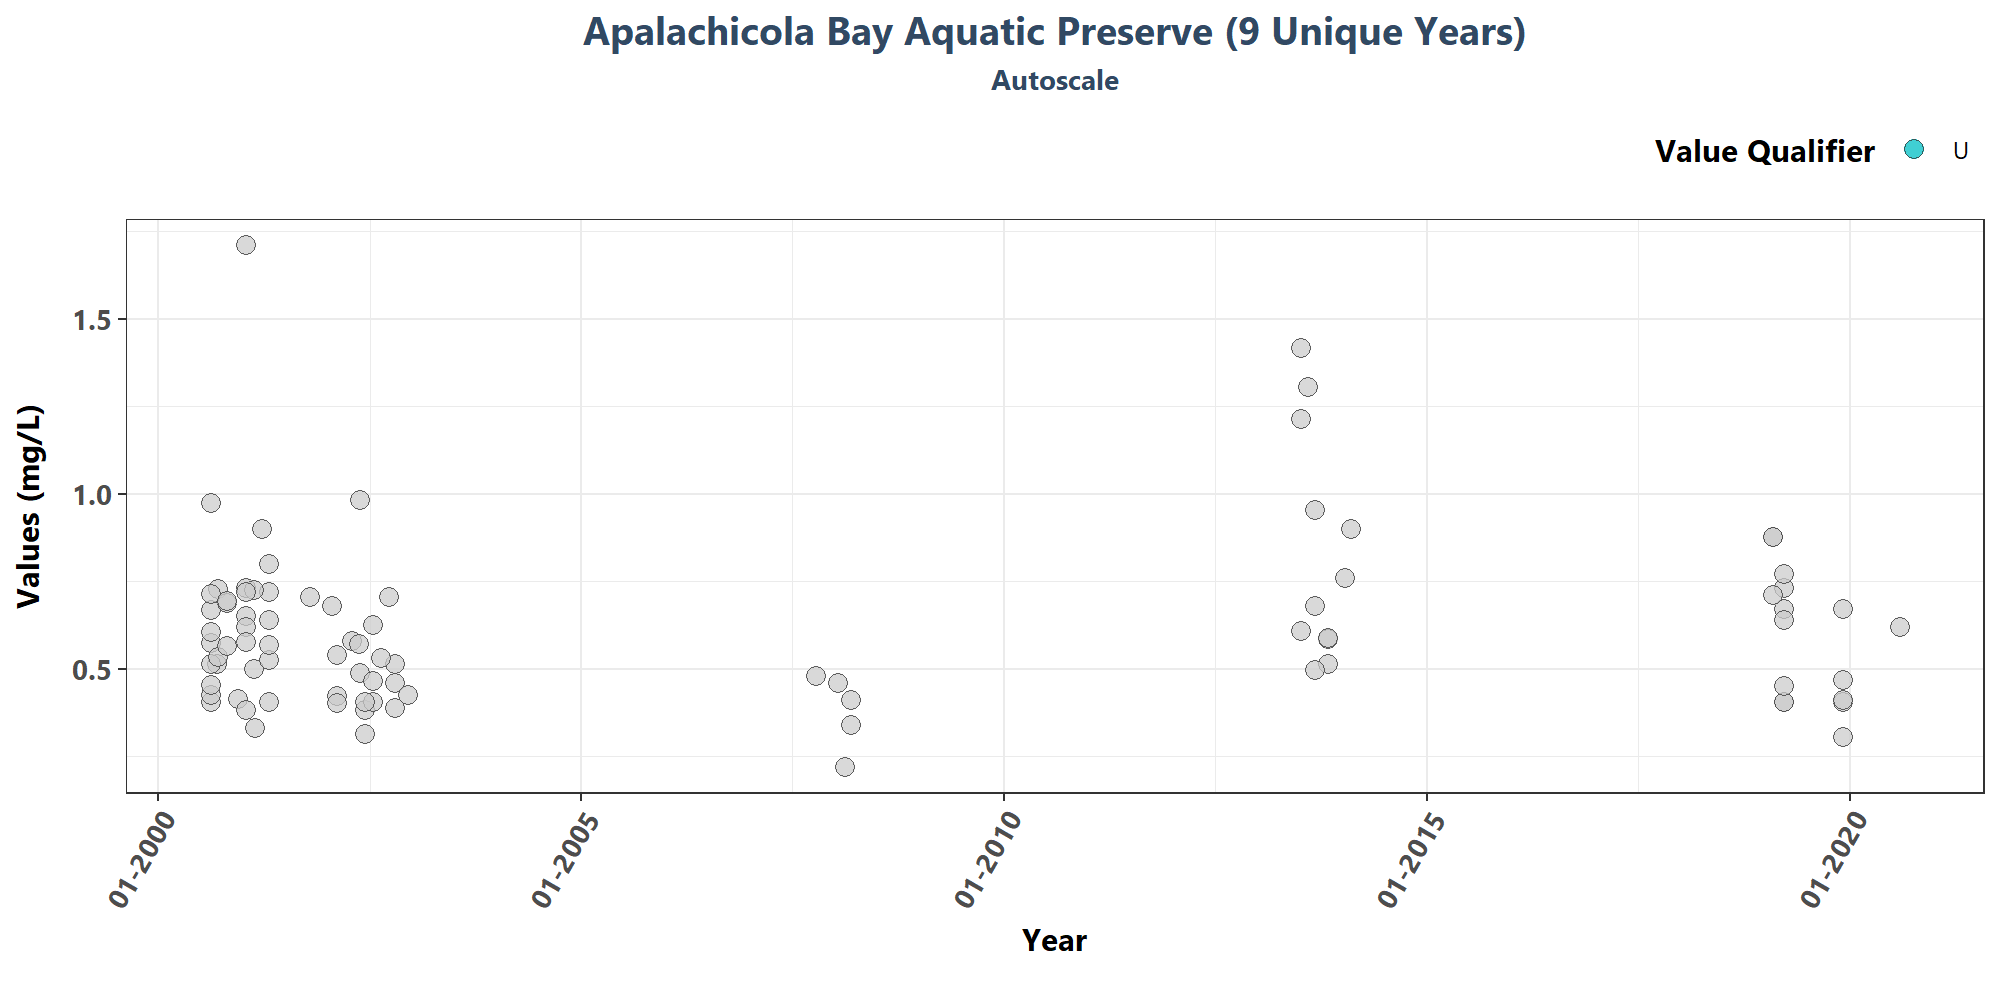 Apalachicola Bay Aquatic Preserve (9 Unique Years)
Autoscale
Value Qualifier U
Values (mg/L)
1.5
1.0
0.5
01-2000
01-2005
01-2010
01-2015
01-2020
Year